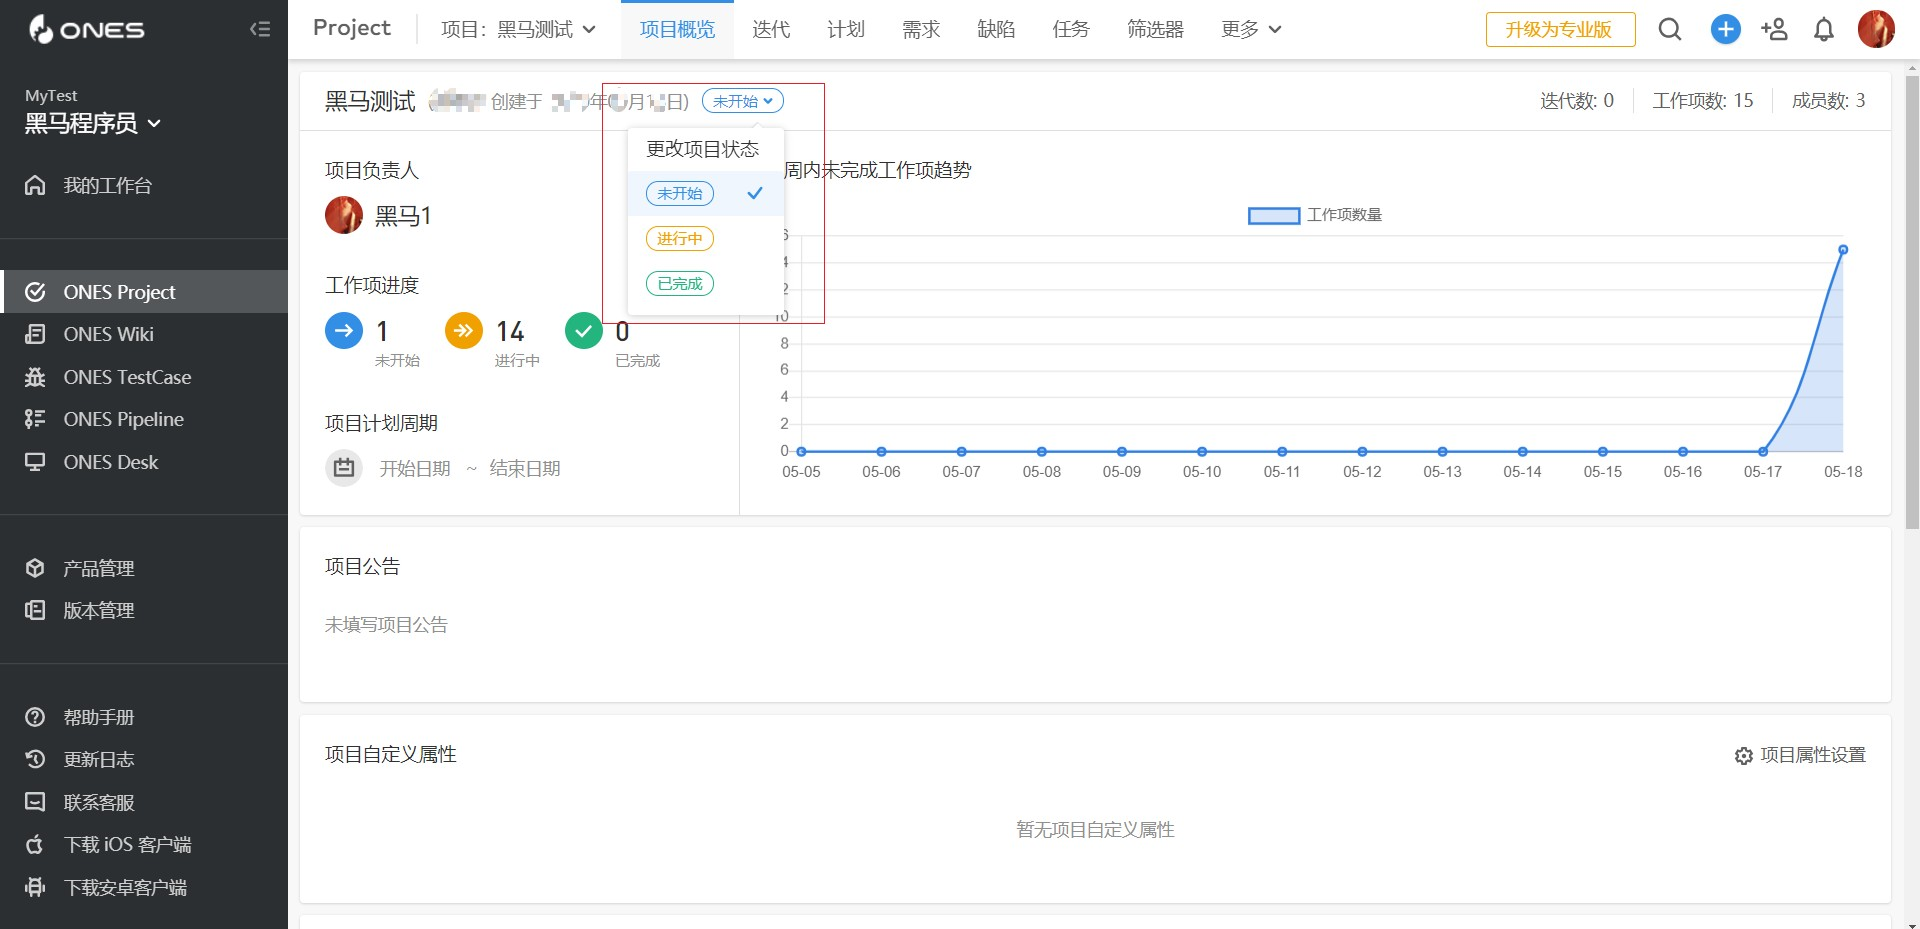 ONES
MyTest
黑马程序员
我的工作台
ONES Project
ONES Wiki
ONES TestCase
ONES Pipeline
ONES Desk
产品管理
版本管理
帮助手册
更新日志
联系客服
下载 iOS 客户端
下载安卓客户端
Project
项目：黑马测试
项目概览
迭代
计划
需求
缺陷
任务
筛选器
更多
升级为专业版
黑马测试
创建于
年
月
日)
未开始
迭代数: 0
工作项数: 15
成员数: 3
更改项目状态
未开始
进行中
已完成
项目负责人
黑马1
工作项进度
1
未开始
14
进行中
0
已完成
项目计划周期
开始日期 ~ 结束日期
周内未完成工作项趋势
工作项数量
6
4
2
10
8
6
4
2
0
05-05
05-06
05-07
05-08
05-09
05-10
05-11
05-12
05-13
05-14
05-15
05-16
05-17
05-18
项目公告
未填写项目公告
项目自定义属性
项目属性设置
暂无项目自定义属性